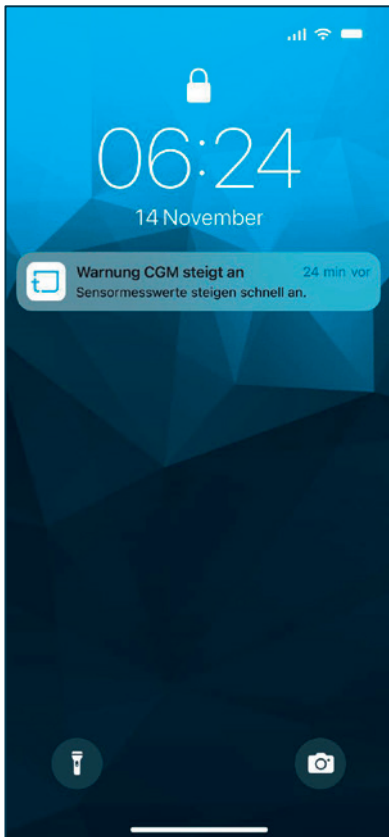 06:24
14 November
Warnung CGM steigt an 24 min vor
Sensormesswerte steigen schnell an.